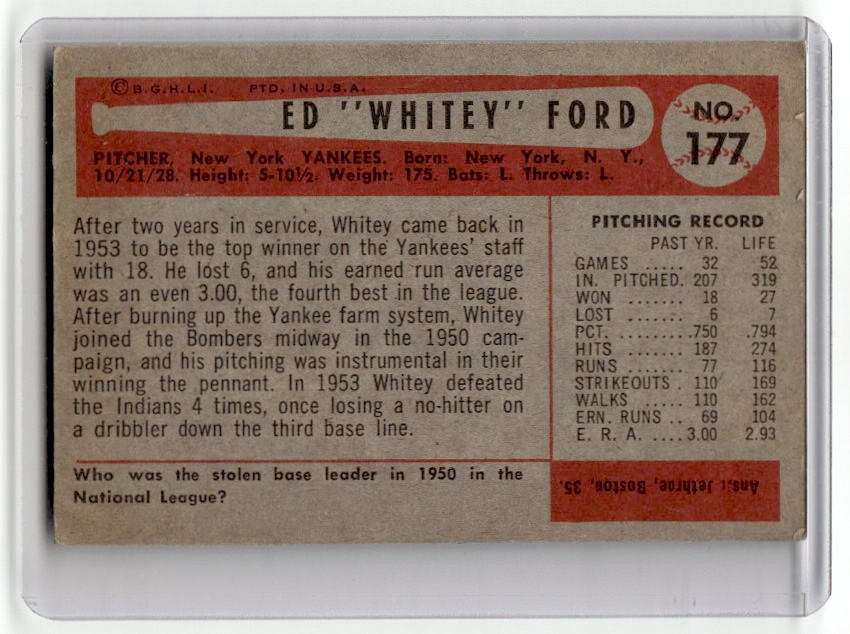 © B.G.H.L.I. PTD. IN U.S.A.
ED "WHITEY" FORD
NO. 177
PITCHER, New York YANKEES. Born: New York, N. Y.,
10/21/28. Height: 5-10½. Weight: 175. Bats: L. Throws: L.
After two years in service, Whitey came back in
1953 to be the top winner on the Yankees' staff
with 18. He lost 6, and his earned run average
was an even 3.00, the fourth best in the league.
After burning up the Yankee farm system, Whitey
joined the Bombers midway in the 1950 cam-
paign, and his pitching was instrumental in their
winning the pennant. In 1953 Whitey defeated
the Indians 4 times, once losing a no-hitter on
a dribbler down the third base line.
PITCHING RECORD
PAST YR. LIFE
GAMES ..... 32 52
IN. PITCHED. 207 319
WON ....... 18 27
LOST ....... 6 7
PCT. ......... .750 .794
HITS ....... 187 274
RUNS ....... 77 116
STRIKEOUTS . 110 169
WALKS ..... 110 162
ERN. RUNS .. 69 104
E. R. A. .... 3.00 2.93
Who was the stolen base leader in 1950 in the
National League?
Ans.: Jethroe, Boston, 35.